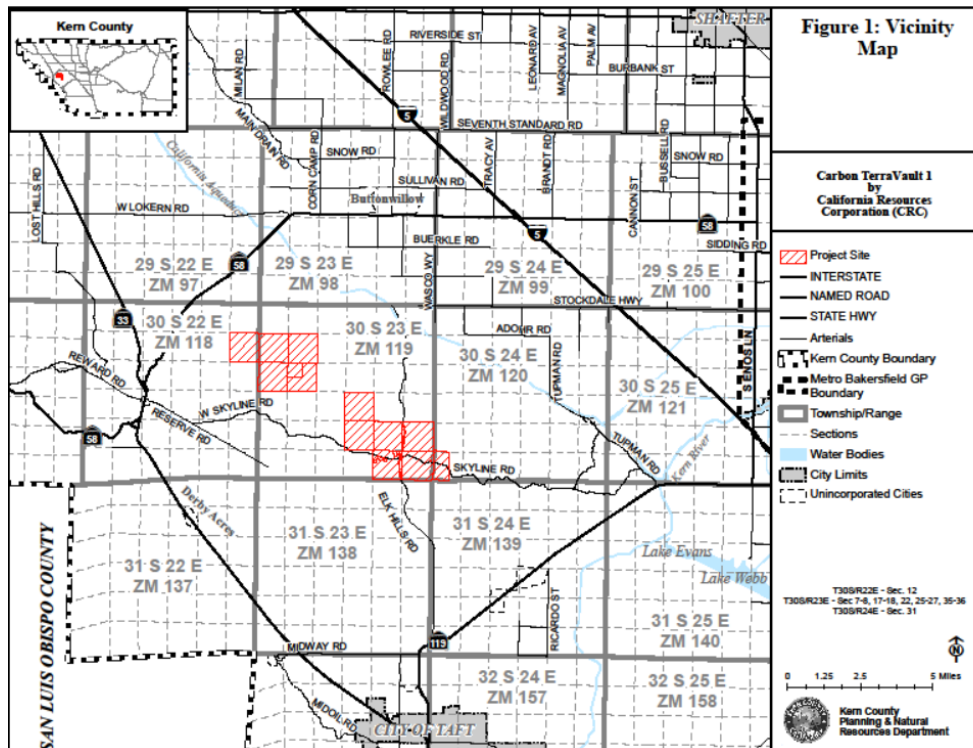 Kern County
SHAFTER
RIVERSIDE ST
BURBANK ST
MILAN RD
ROWLEE RD
WILDWOOD RD
LEONARD AV
MAGNOLIA AV
PALM AV
MAIN DRAIN RD
5
SEVENTH STANDARD RD
SNOW RD
SNOW RD
CORN CAMP RD
TRACY AV
BRANDT RD
BUSSELL RD
California Aqueduct
SULLIVAN RD
Buttonwillow
CANNON ST
LOST HILLS RD
W LOKERN RD
58
BUERKLE RD
5
SIDDING RD
29 S 22 E
ZM 97
58
29 S 23 E
ZM 98
WASCO WY
29 S 24 E
ZM 99
29 S 25 E
ZM 100
STOCKDALE HWY
33
30 S 22 E
ZM 118
30 S 23 E
ZM 119
ADOHR RD
30 S 24 E
ZM 120
TUPMAN RD
30 S 25 E
ZM 121
S ENOS LN
REWARD RD
W SKYLINE RD
RESERVE RD
58
SKYLINE RD
TUPMAN RD
Kern River
ELK HILLS RD
Derby Acres
31 S 22 E
ZM 137
31 S 23 E
ZM 138
31 S 24 E
ZM 139
Lake Evans
Lake Webb
SAN LUIS OBISPO COUNTY
RICARDO ST
31 S 25 E
ZM 140
MIDWAY RD
119
32 S 24 E
ZM 157
32 S 25 E
ZM 158
MIDOIL RD
CITY OF TAFT
Figure 1: Vicinity
Map
Carbon TerraVault 1
by
California Resources
Corporation (CRC)
Project Site
INTERSTATE
NAMED ROAD
STATE HWY
Arterials
Kern County Boundary
Metro Bakersfield GP
Boundary
Township/Range
Sections
Water Bodies
City Limits
Unincorporated Cities
T30S/R22E - Sec. 12
T30S/R23E - Sec 7-8, 17-18, 22, 25-27, 35-36
T30S/R24E - Sec. 31
N
0 1.25 2.5 5 Miles
Kern County
Planning & Natural
Resources Department